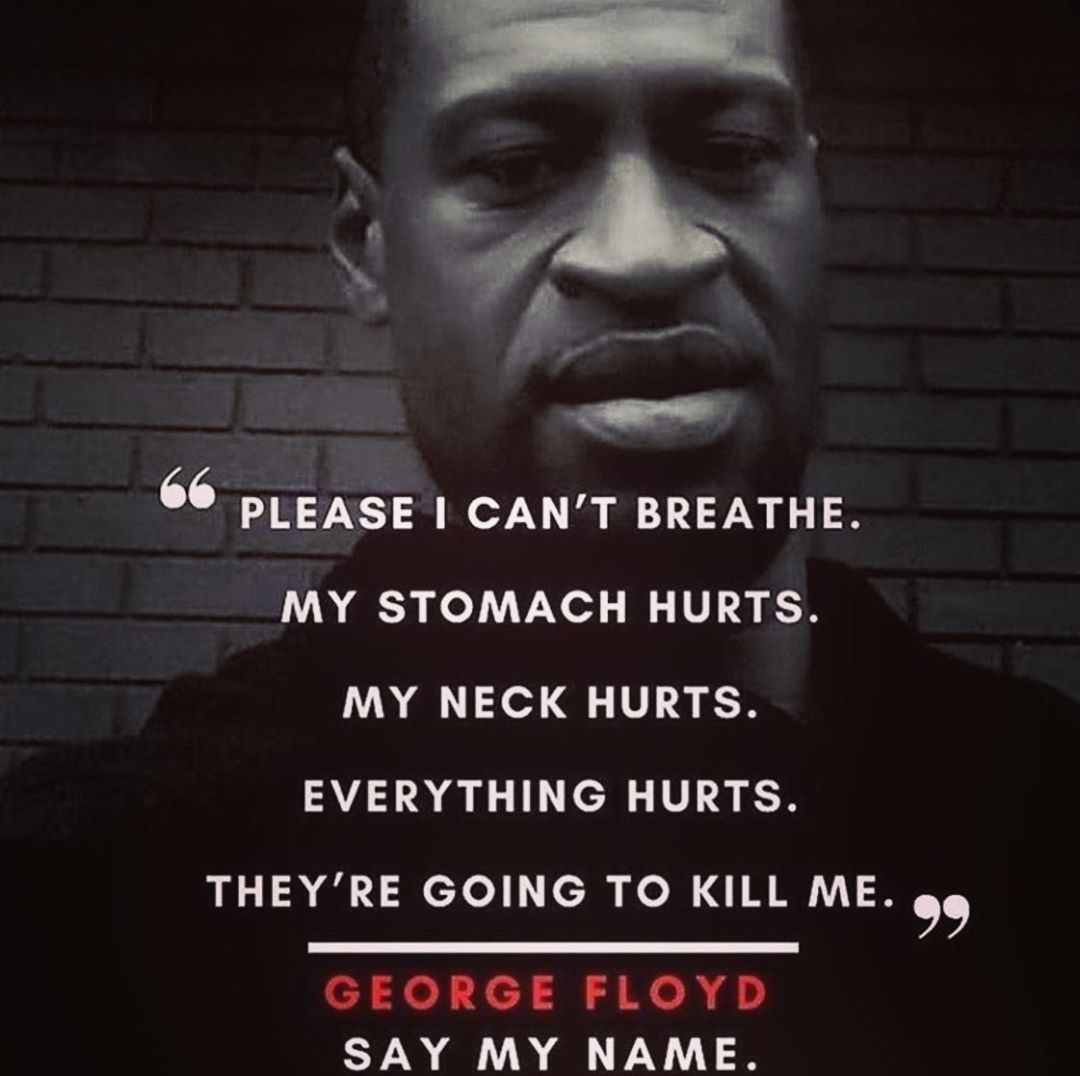 “ PLEASE I CAN’T BREATHE.
MY STOMACH HURTS.
MY NECK HURTS.
EVERYTHING HURTS.
THEY’RE GOING TO KILL ME. ”
GEORGE FLOYD
SAY MY NAME.